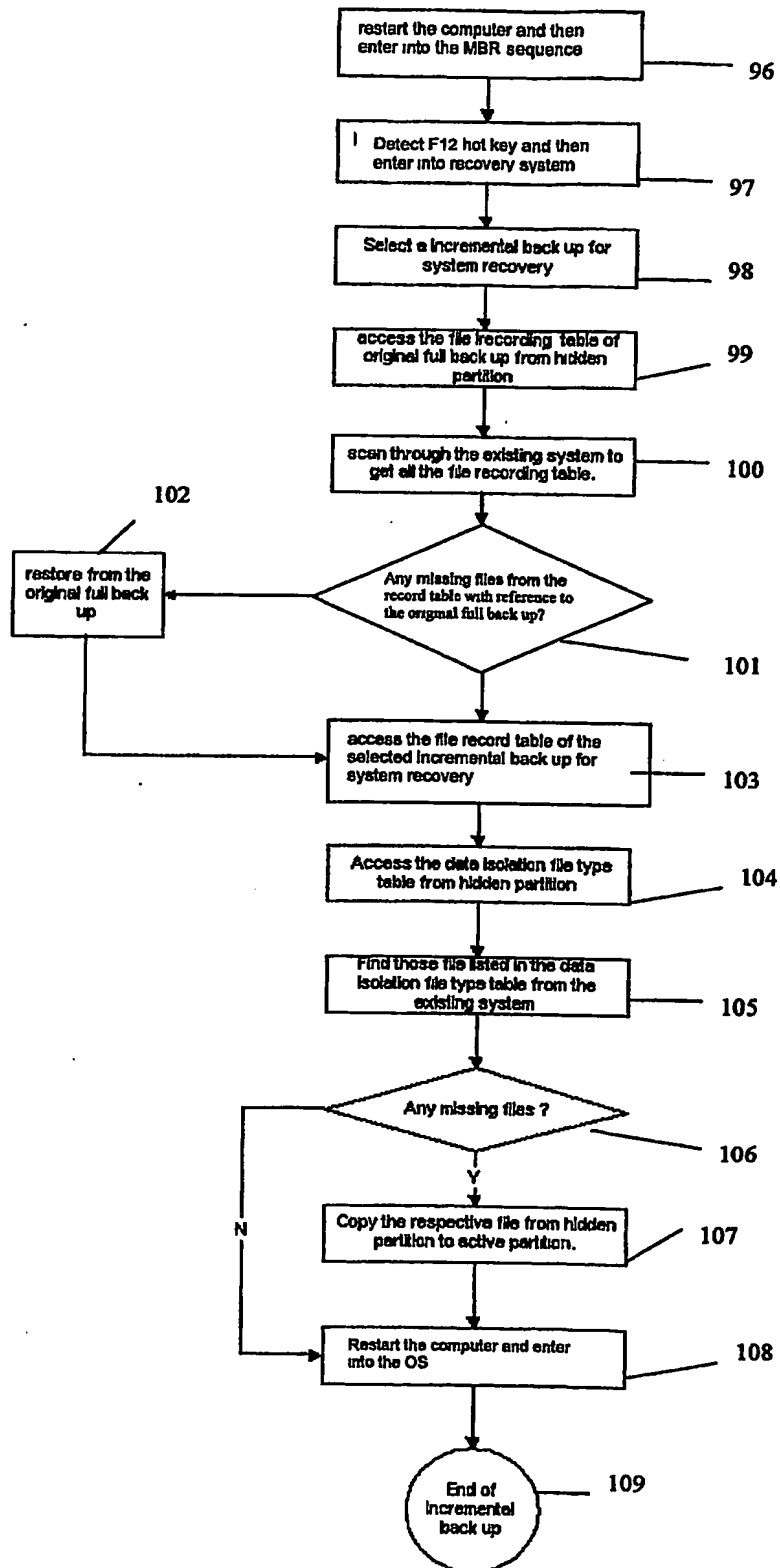 restart the computer and then
enter into the MBR sequence
96
Detect F12 hot key and then
enter into recovery system
97
Select a incremental back up for
system recovery
98
access the file recording table of
original full back up from hidden
partition
99
scan through the existing system to
get all the file recording table.
100
102
restore from the
original full back
up
Any missing files from the
record table with reference to
the original full back up?
101
access the file record table of the
selected incremental back up for
system recovery
103
Access the data isolation file type
table from hidden partition
104
Find those file listed in the data
isolation file type table from the
existing system
105
Any missing files ?
106
Y
N
Copy the respective file from hidden
partition to active partition.
107
Restart the computer and enter
into the OS
108
End of
incremental
back up
109